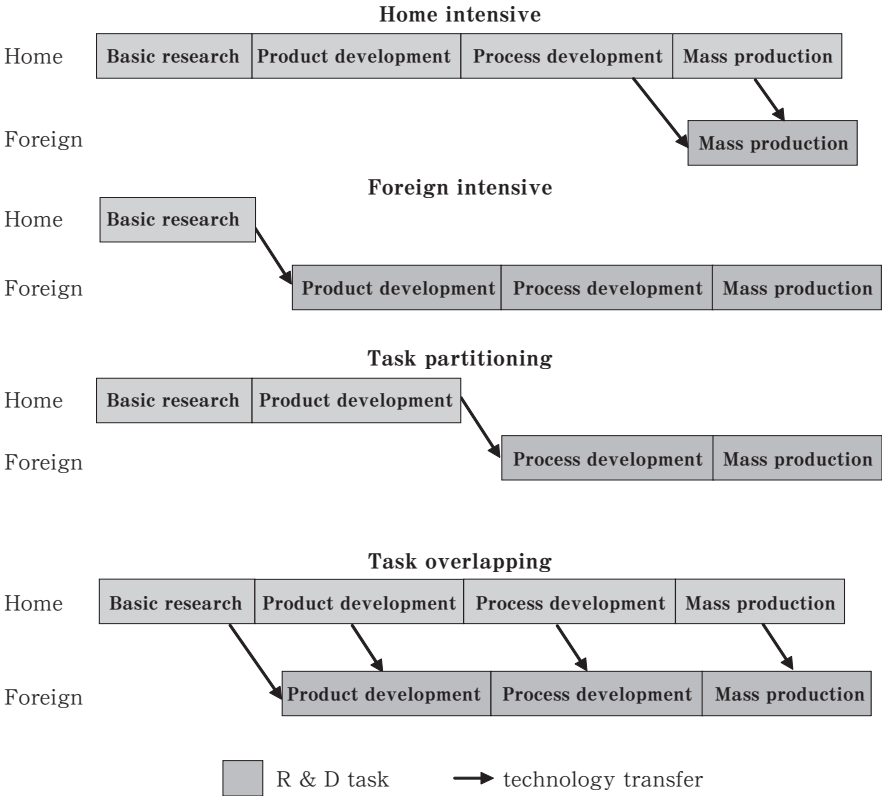 Home intensive
Home Basic research Product development Process development Mass production
Foreign Mass production
Foreign intensive
Home Basic research
Foreign Product development Process development Mass production
Task partitioning
Home Basic research Product development
Foreign Process development Mass production
Task overlapping
Home Basic research Product development Process development Mass production
Foreign Product development Process development Mass production
R & D task technology transfer